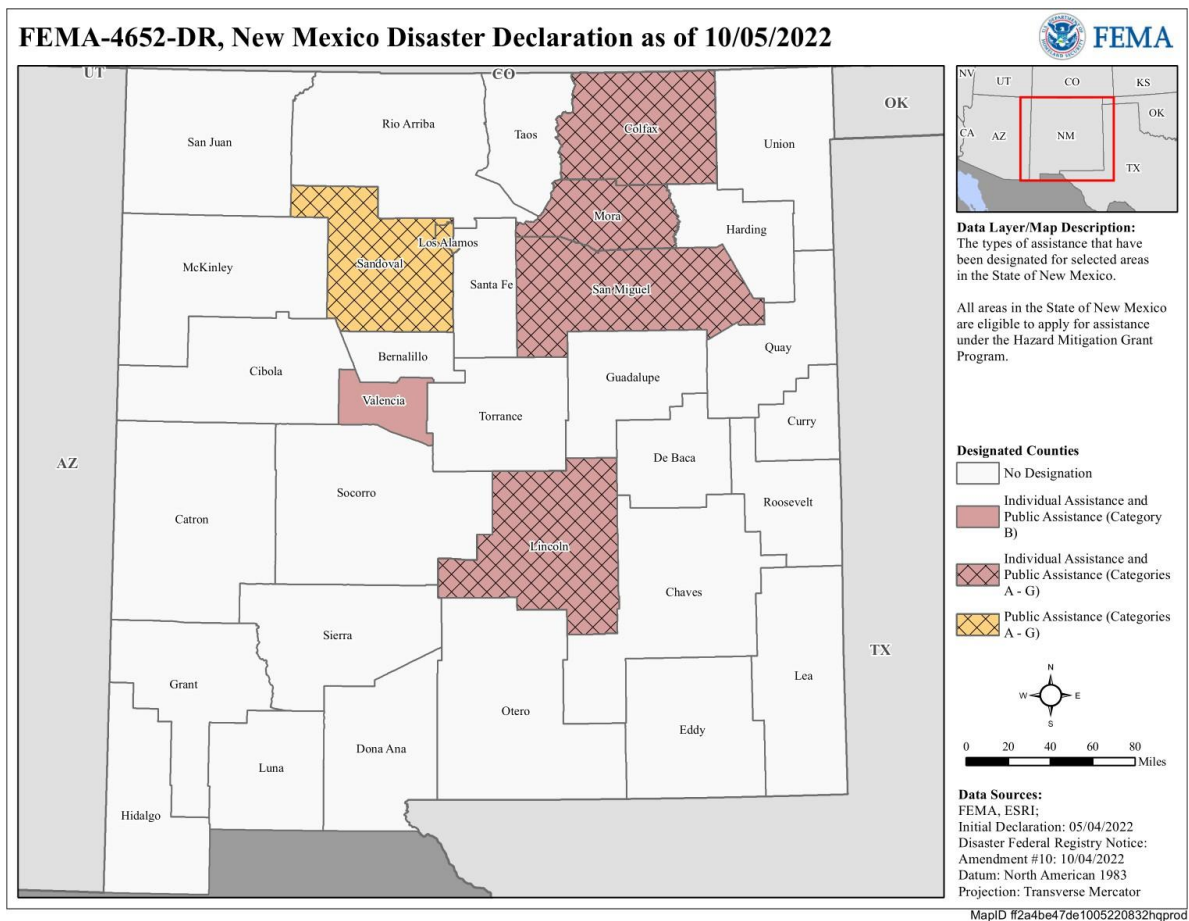 FEMA-4652-DR, New Mexico Disaster Declaration as of 10/05/2022
FEMA
UT
CO
OK
AZ
TX
San Juan
Rio Arriba
Taos
Colfax
Union
Mora
Harding
Los Alamos
Sandoval
McKinley
Santa Fe
San Miguel
Quay
Bernalillo
Cibola
Guadalupe
Valencia
Torrance
Curry
De Baca
Socorro
Roosevelt
Catron
Lincoln
Chaves
Sierra
Lea
Grant
Otero
Eddy
Dona Ana
Luna
Hidalgo
NV
UT
CO
KS
CA
AZ
NM
OK
TX
Data Layer/Map Description:
The types of assistance that have
been designated for selected areas
in the State of New Mexico.
All areas in the State of New Mexico
are eligible to apply for assistance
under the Hazard Mitigation Grant
Program.
Designated Counties
No Designation
Individual Assistance and
Public Assistance (Category
B)
Individual Assistance and
Public Assistance (Categories
A - G)
Public Assistance (Categories
A - G)
N
W
E
S
0 20 40 60 80
Miles
Data Sources:
FEMA, ESRI;
Initial Declaration: 05/04/2022
Disaster Federal Registry Notice:
Amendment #10: 10/04/2022
Datum: North American 1983
Projection: Transverse Mercator
MapID ff2a4be47de1005220832hqprod